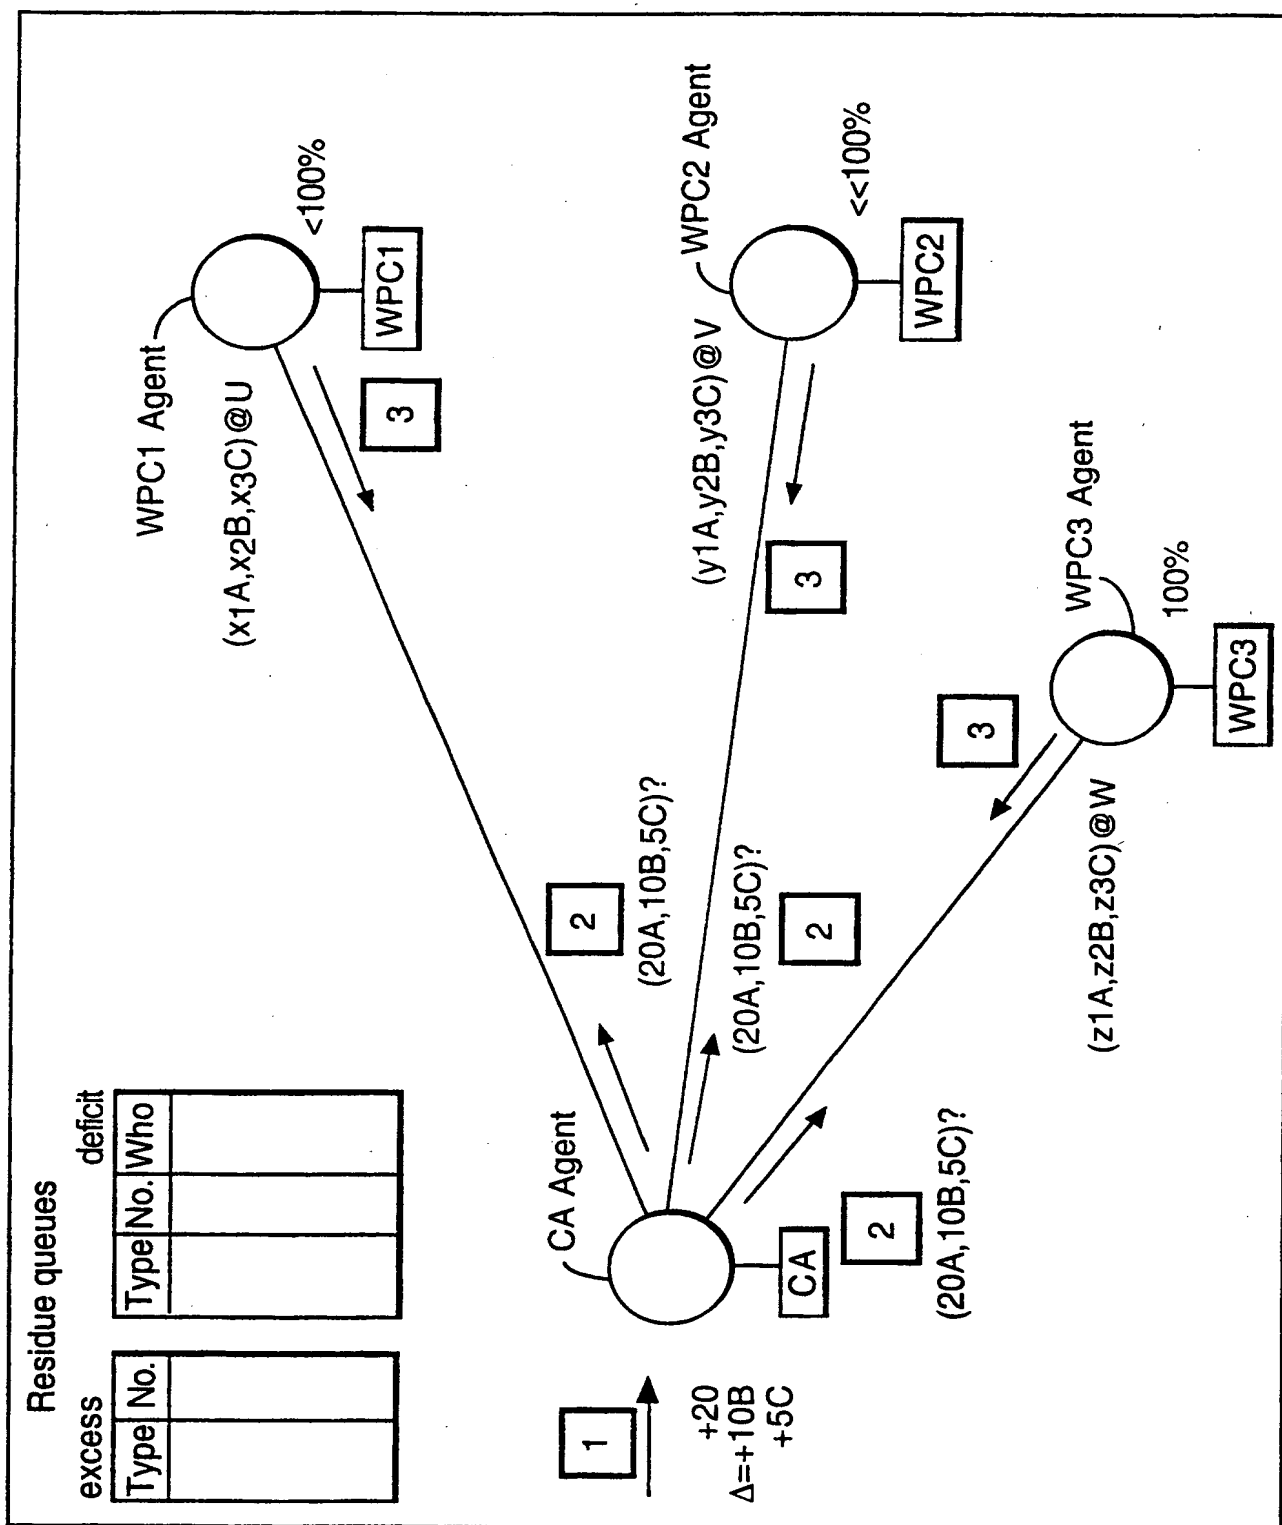 Residue queues
excess
deficit
Type No.
Type No. Who
1
+20
Δ=+10B
+5C
CA Agent
CA
2
(20A,10B,5C)?
2
(20A,10B,5C)?
2
(20A,10B,5C)?
WPC1 Agent
(x1A,x2B,x3C)@U
<100%
WPC1
3
WPC2 Agent
(y1A,y2B,y3C)@V
<<100%
WPC2
3
WPC3 Agent
100%
(z1A,z2B,z3C)@W
WPC3
3